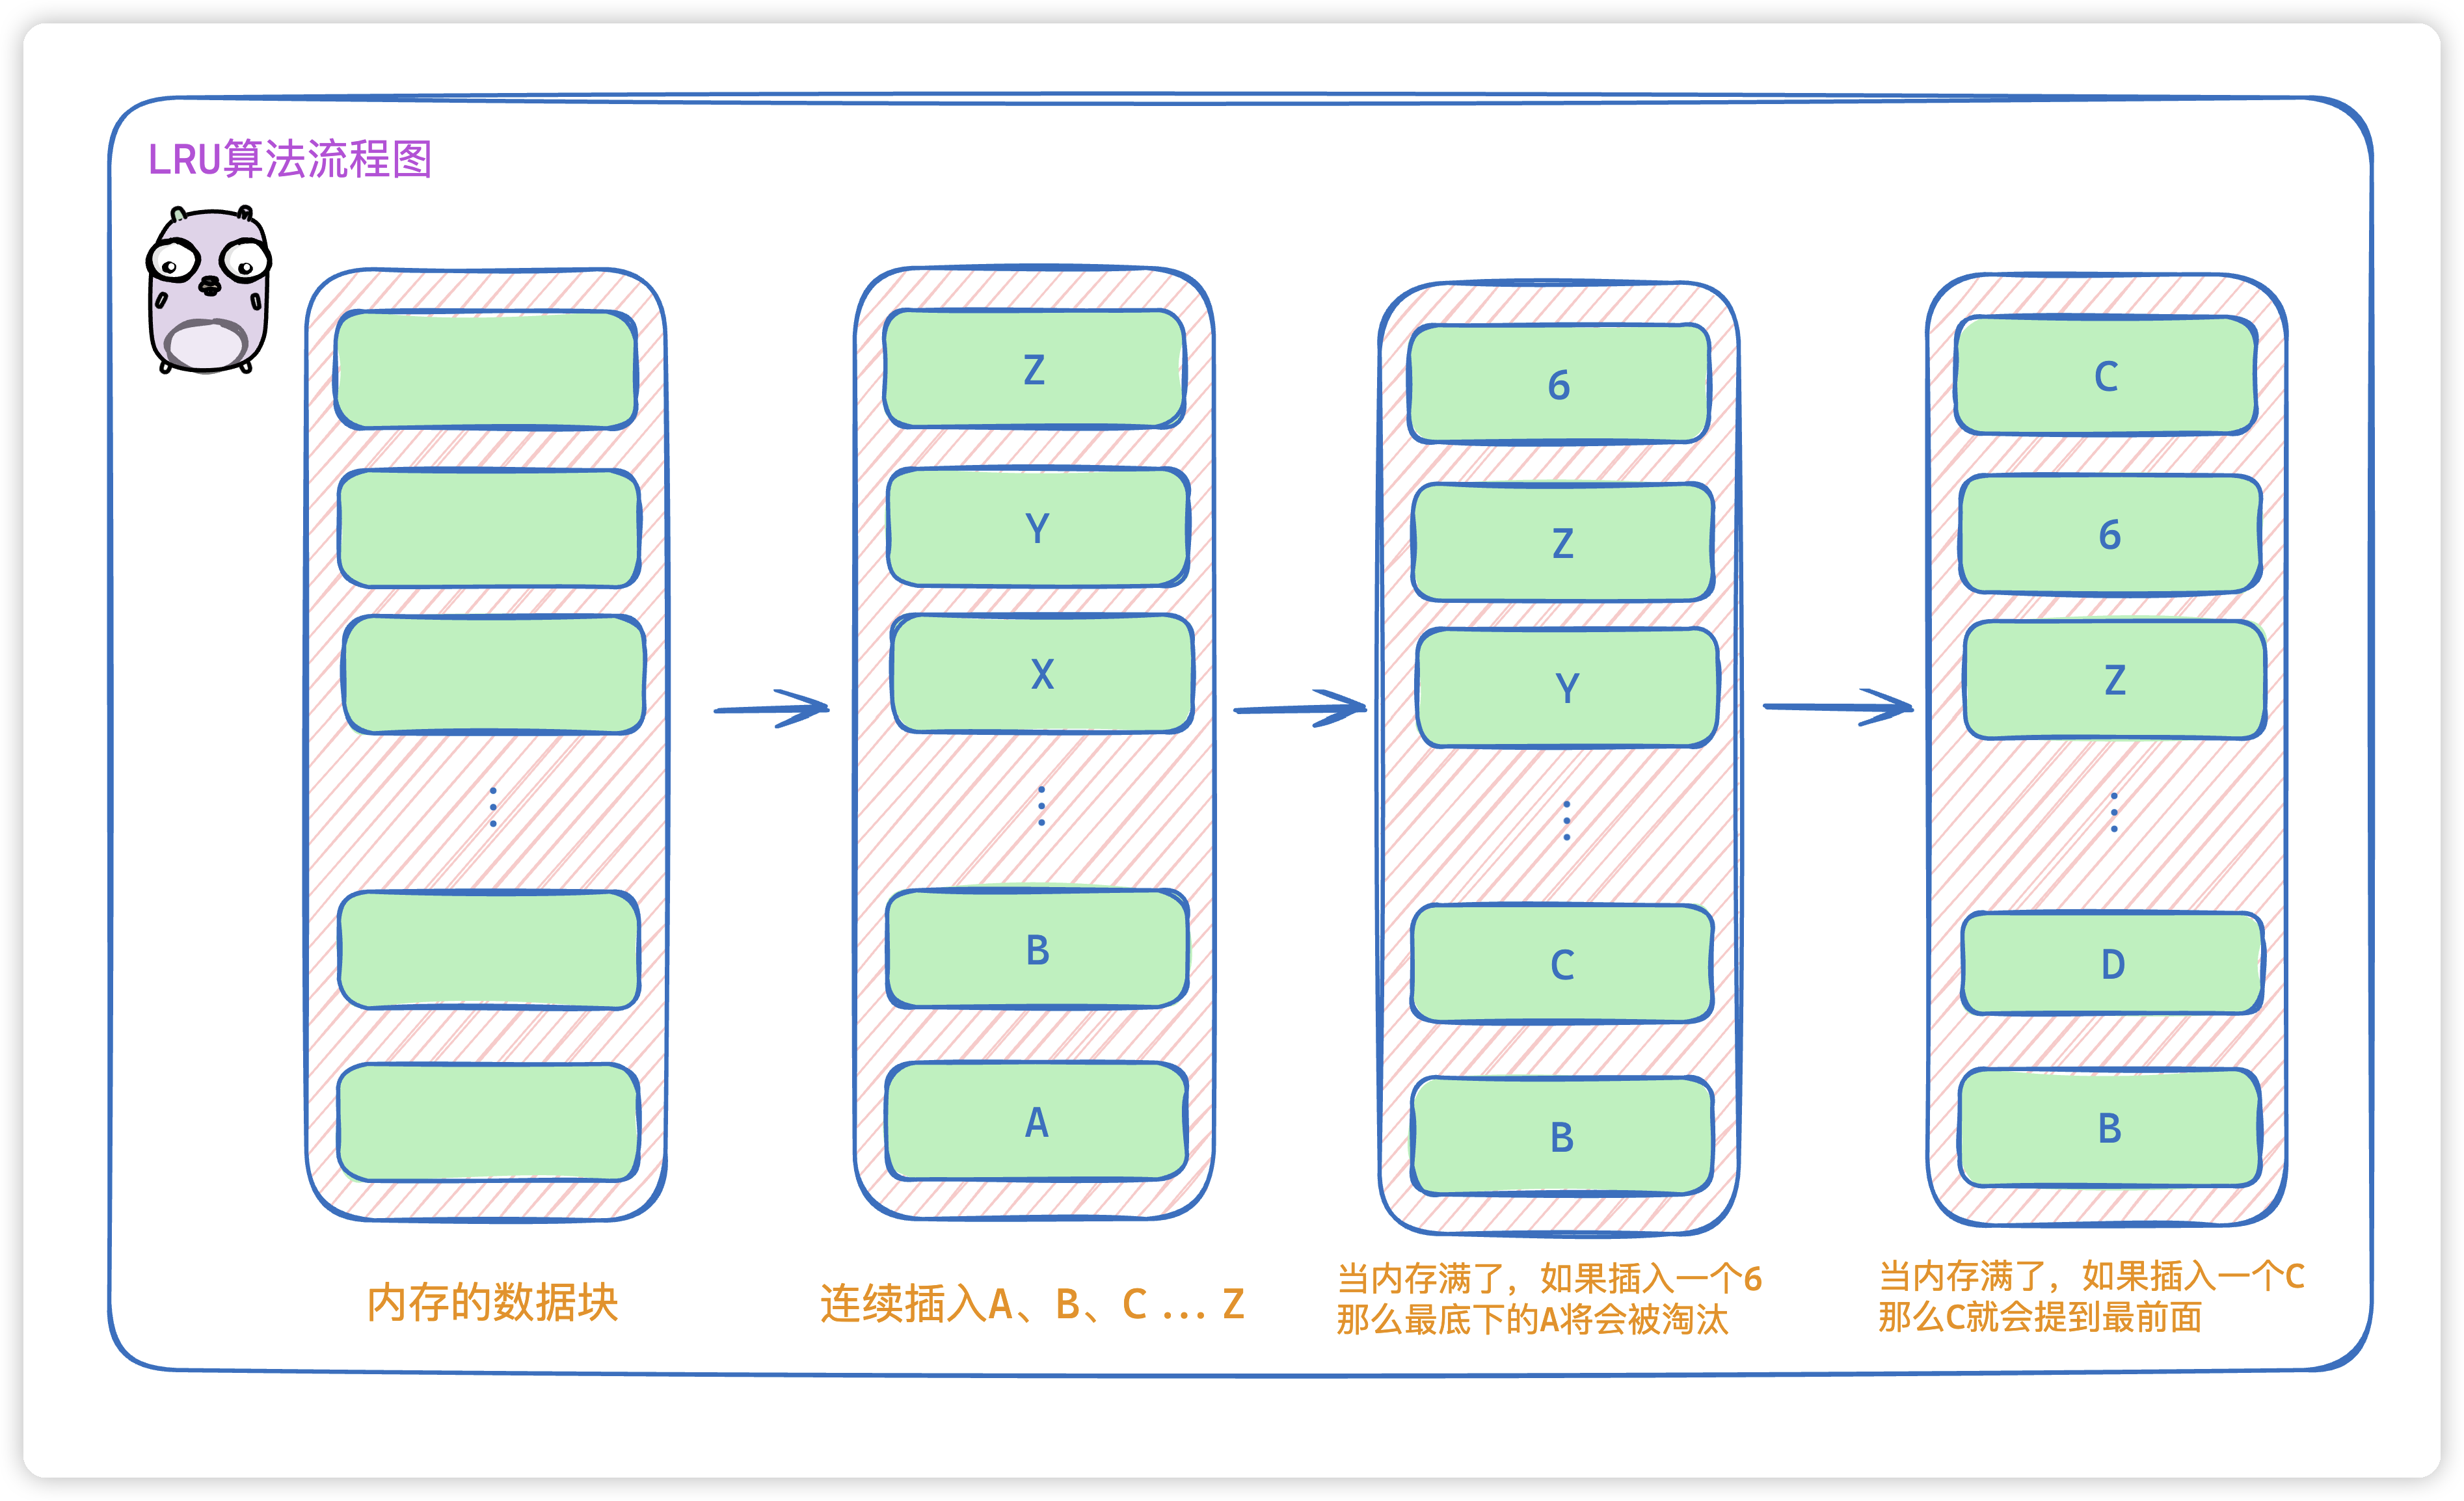 LRU算法流程图
Z
Y
X
⋮
B
A
6
Z
Y
⋮
C
B
C
6
Z
⋮
D
B
内存的数据块
连续插入A、B、C ... Z
当内存满了，如果插入一个6
那么最底下的A将会被淘汰
当内存满了，如果插入一个C
那么C就会提到最前面